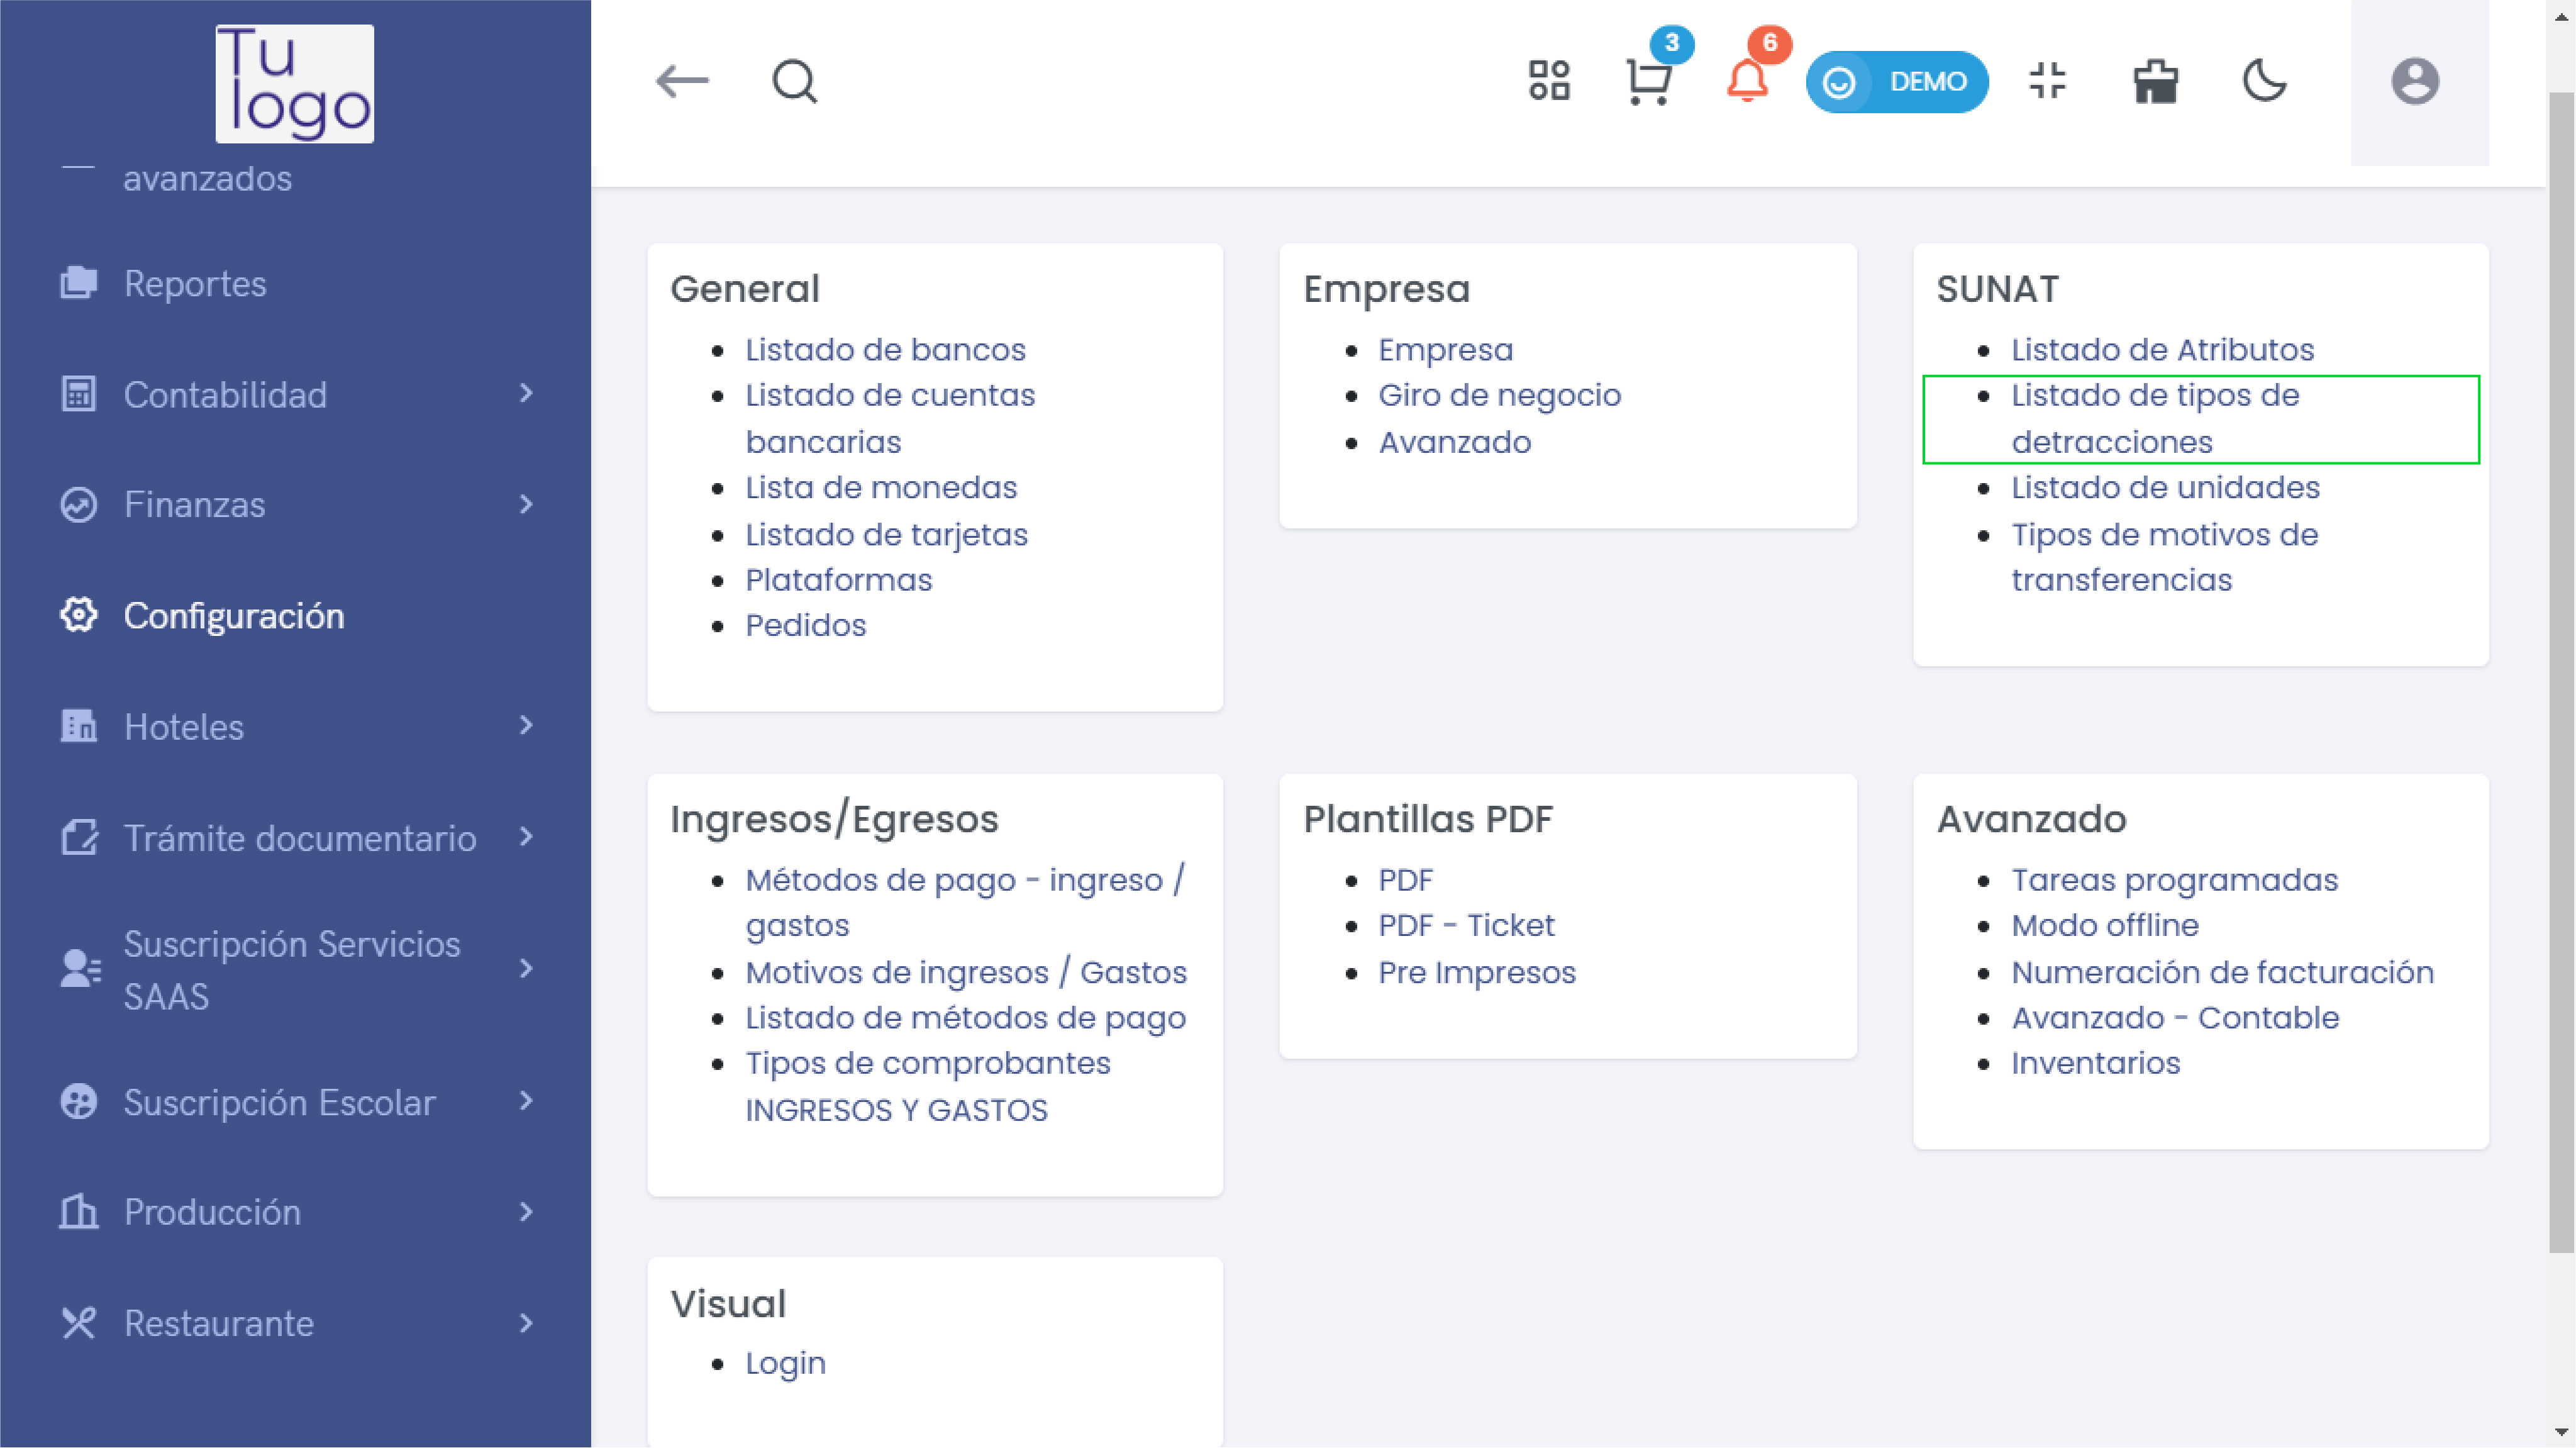 Tu
logo
avanzados
Reportes
Contabilidad
Finanzas
Configuración
Hoteles
Trámite documentario
Suscripción Servicios
SAAS
Suscripción Escolar
Producción
Restaurante
3
6
DEMO
General
Listado de bancos
Listado de cuentas
bancarias
Lista de monedas
Listado de tarjetas
Plataformas
Pedidos
Empresa
Empresa
Giro de negocio
Avanzado
SUNAT
Listado de Atributos
Listado de tipos de
detracciones
Listado de unidades
Tipos de motivos de
transferencias
Ingresos/Egresos
Métodos de pago - ingreso /
gastos
Motivos de ingresos / Gastos
Listado de métodos de pago
Tipos de comprobantes
INGRESOS Y GASTOS
Plantillas PDF
PDF
PDF - Ticket
Pre Impresos
Avanzado
Tareas programadas
Modo offline
Numeración de facturación
Avanzado - Contable
Inventarios
Visual
Login